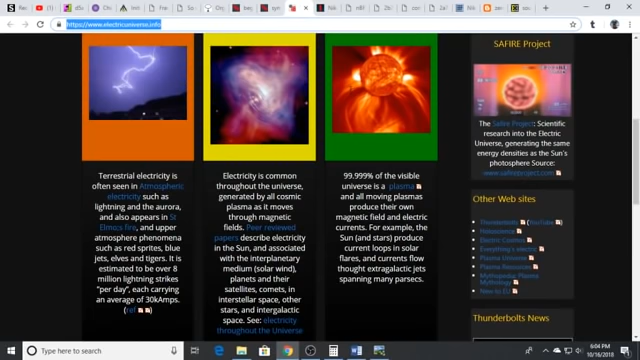 https://www.electricuniverse.info
Terrestrial electricity
is often seen in Atmospheric
electricity such as
lightning and the aurora,
and also appears in St
Elmo's fire, and upper
atmosphere phenomena
such as red sprites, blue
jets, elves and tigers. It is
estimated to be over 8
million lightning strikes
"per day", each carrying
an average of 30kAmps.
(ref)
Electricity is common
throughout the universe,
generated by all cosmic
plasma as it moves
through magnetic
fields. Peer reviewed
papers describe electricity
in the Sun, and associated
with the interplanetary
medium (solar wind),
planets and their
satellites, comets, in
interstellar space, other
stars, and intergalactic
space. See: electricity
throughout the Universe
99.999% of the visible
universe is a plasma
and all moving plasmas
produce their own
magnetic field and electric
currents. For example, the
Sun (and stars) produce
current loops in solar
flares, and currents flow
thought extragalactic jets
spanning many parsecs.
SAFIRE Project
The Safire Project: Scientific
research into the Electric
Universe, generating the same
energy densities as the Sun's
photosphere Source:
www.safireproject.com
Other Web sites
Thunderbolts (YouTube)
Electric Cosmos
Everything's electric
Plasma Universe
Plasma Resources
Mythopedia: Plasma
Mythology
New to EU
Thunderbolts News
Type here to search
6:04 PM
10/16/2018